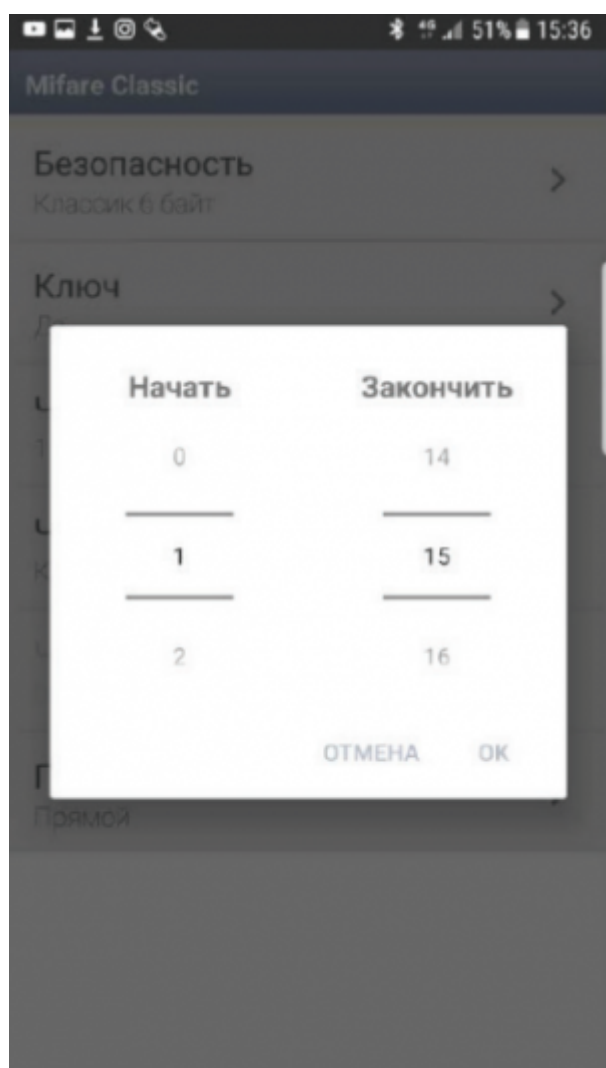 4G 51% 15:36
Mifare Classic
Безопасность
Классик 6 байт
Ключ
Начать Закончить
0 14
1 15
2 16
ОТМЕНА ОК
Прямой